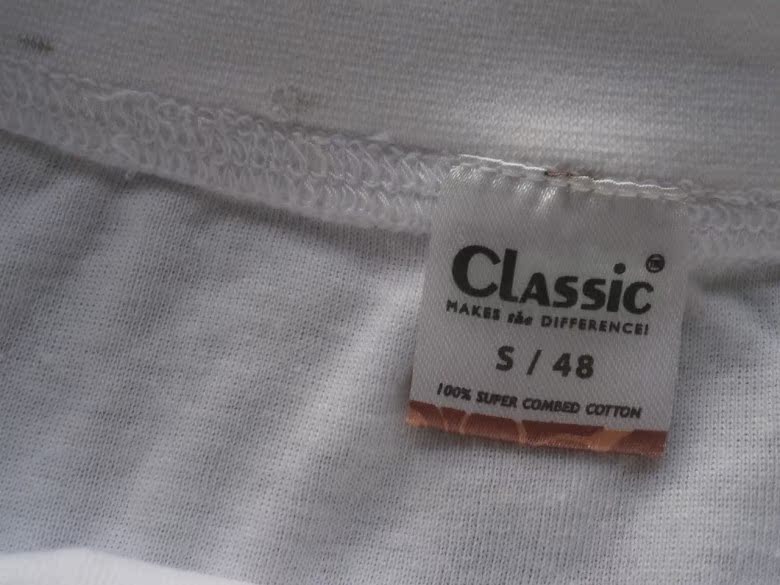 Classic
MAKES the DIFFERENCE!
S / 48
100% SUPER COMBED COTTON